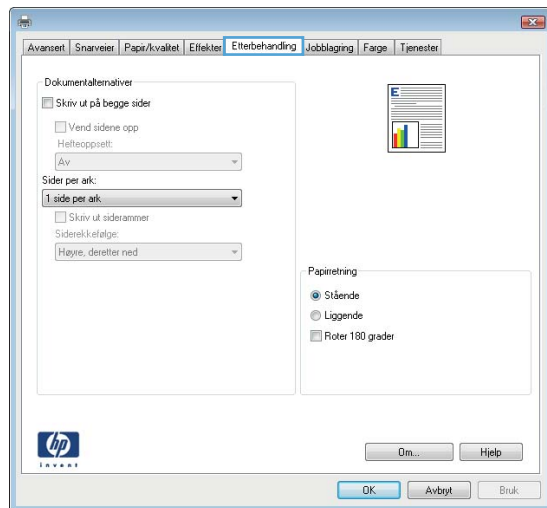 Avansert Snarveier Papir/kvalitet Effekter Etterbehandling Jobblagring Farge Tjenester
Dokumentalternativer
Skriv ut på begge sider
Vend sidene opp
Hefteoppsett:
Av
Sider per ark:
1 side per ark
Skriv ut siderammer
Siderekkefølge:
Høyre, deretter ned
E
Papirretning
Stående
Liggende
Roter 180 grader
hp
invent
Om...
Hjelp
OK
Avbryt
Bruk